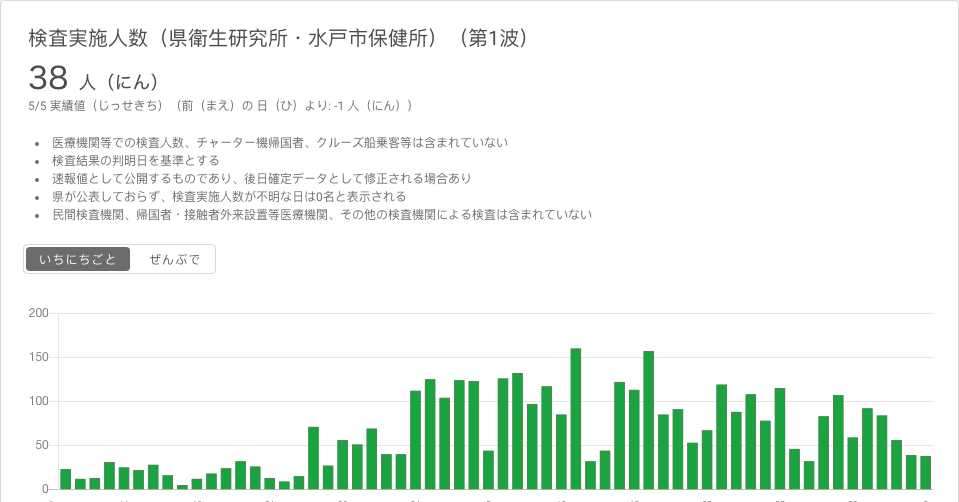 検査実施人数（県衛生研究所・水戸市保健所）（第1波）
38 人（にん）
5/5 実績値（じっせきち）（前（まえ）の 日（ひ）より: -1 人（にん））
• 医療機関等での検査人数、チャーター機帰国者、クルーズ船乗客等は含まれていない
• 検査結果の判明日を基準とする
• 速報値として公開するものであり、後日確定データとして修正される場合あり
• 県が公表しておらず、検査実施人数が不明な日は0名と表示される
• 民間検査機関、帰国者・接触者外来設置等医療機関、その他の検査機関による検査は含まれていない
いちにちごと ぜんぶで
200
150
100
50
0